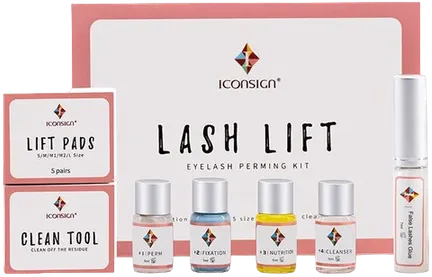 ICONSIGN®
LASH LIFT
EYELASH PERMING KIT
LIFT PADS
S/M/M1/M2/L Size
5 pairs
ICONSIGN®
CLEAN TOOL
CLEAN OFF THE RESIDUE
•1:PERM
•2:FIXATION
•3:NUTRITION
•4:CLEANSER
False Lashes Glue